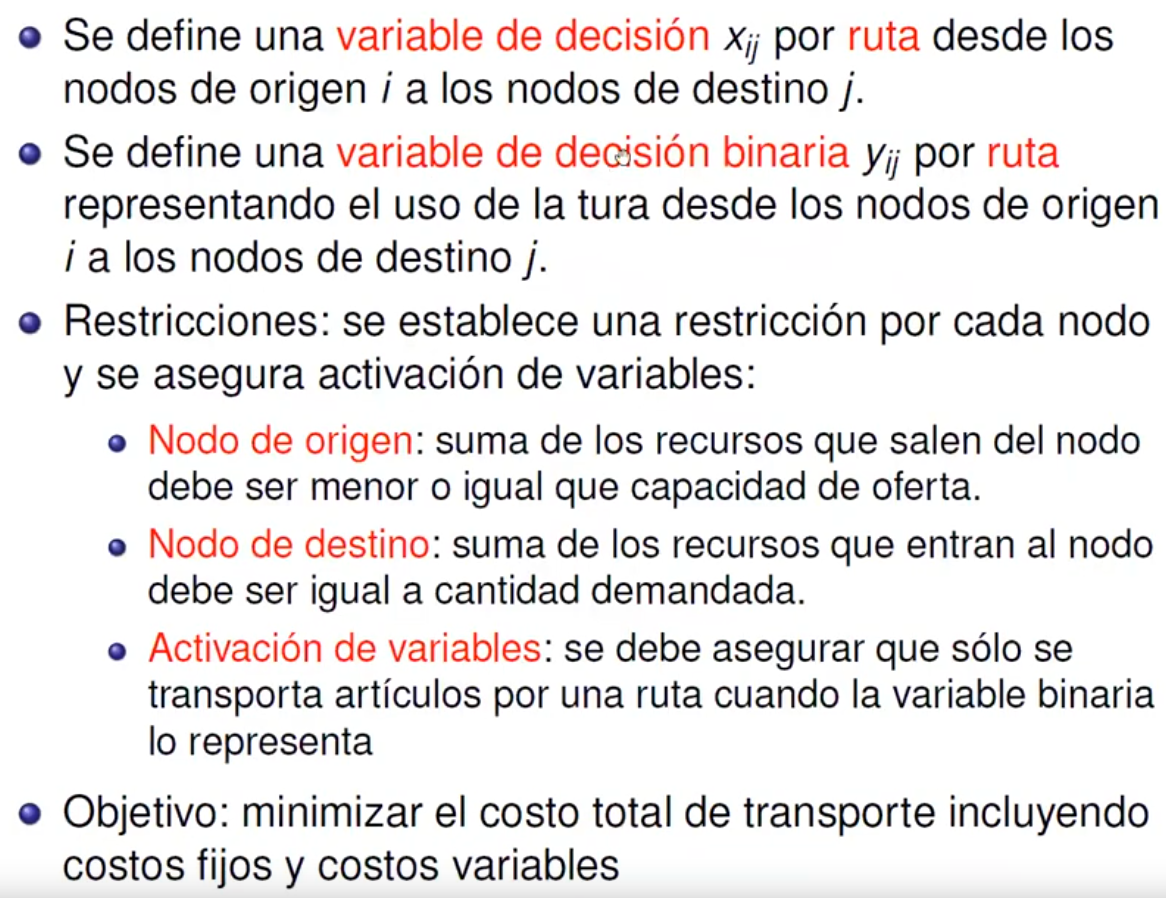 Se define una variable de decisión xij por ruta desde los
nodos de origen i a los nodos de destino j.
Se define una variable de decisión binaria yij por ruta
representando el uso de la tura desde los nodos de origen
i a los nodos de destino j.
Restricciones: se establece una restricción por cada nodo
y se asegura activación de variables:
Nodo de origen: suma de los recursos que salen del nodo
debe ser menor o igual que capacidad de oferta.
Nodo de destino: suma de los recursos que entran al nodo
debe ser igual a cantidad demandada.
Activación de variables: se debe asegurar que sólo se
transporta artículos por una ruta cuando la variable binaria
lo representa
Objetivo: minimizar el costo total de transporte incluyendo
costos fijos y costos variables